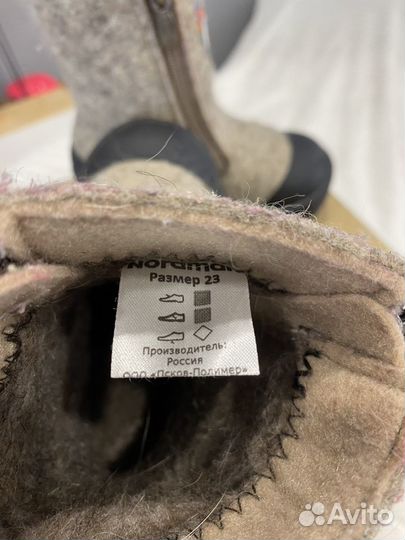 Nordman
Размер 23
Производитель:
Россия
ООО «Псков-Полимер»
Avito